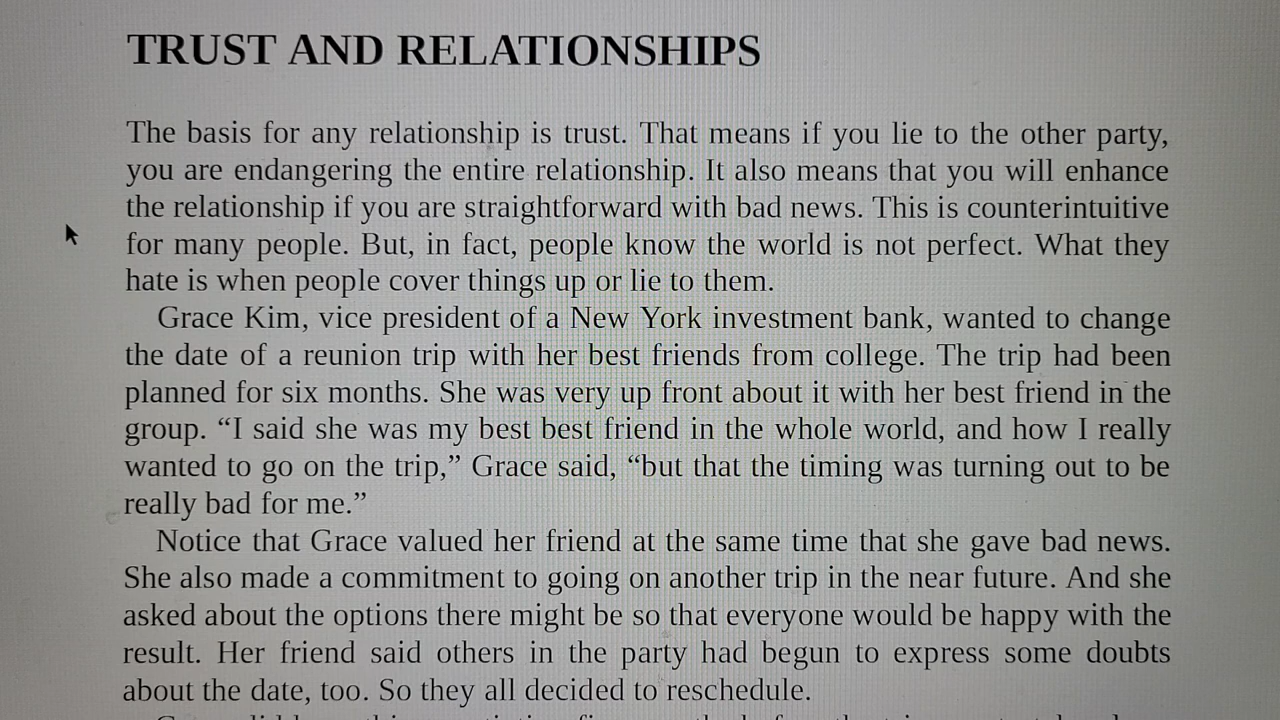 TRUST AND RELATIONSHIPS
The basis for any relationship is trust. That means if you lie to the other party,
you are endangering the entire relationship. It also means that you will enhance
the relationship if you are straightforward with bad news. This is counterintuitive
for many people. But, in fact, people know the world is not perfect. What they
hate is when people cover things up or lie to them.
Grace Kim, vice president of a New York investment bank, wanted to change
the date of a reunion trip with her best friends from college. The trip had been
planned for six months. She was very up front about it with her best friend in the
group. “I said she was my best best friend in the whole world, and how I really
wanted to go on the trip,” Grace said, “but that the timing was turning out to be
really bad for me.”
Notice that Grace valued her friend at the same time that she gave bad news.
She also made a commitment to going on another trip in the near future. And she
asked about the options there might be so that everyone would be happy with the
result. Her friend said others in the party had begun to express some doubts
about the date, too. So they all decided to reschedule.